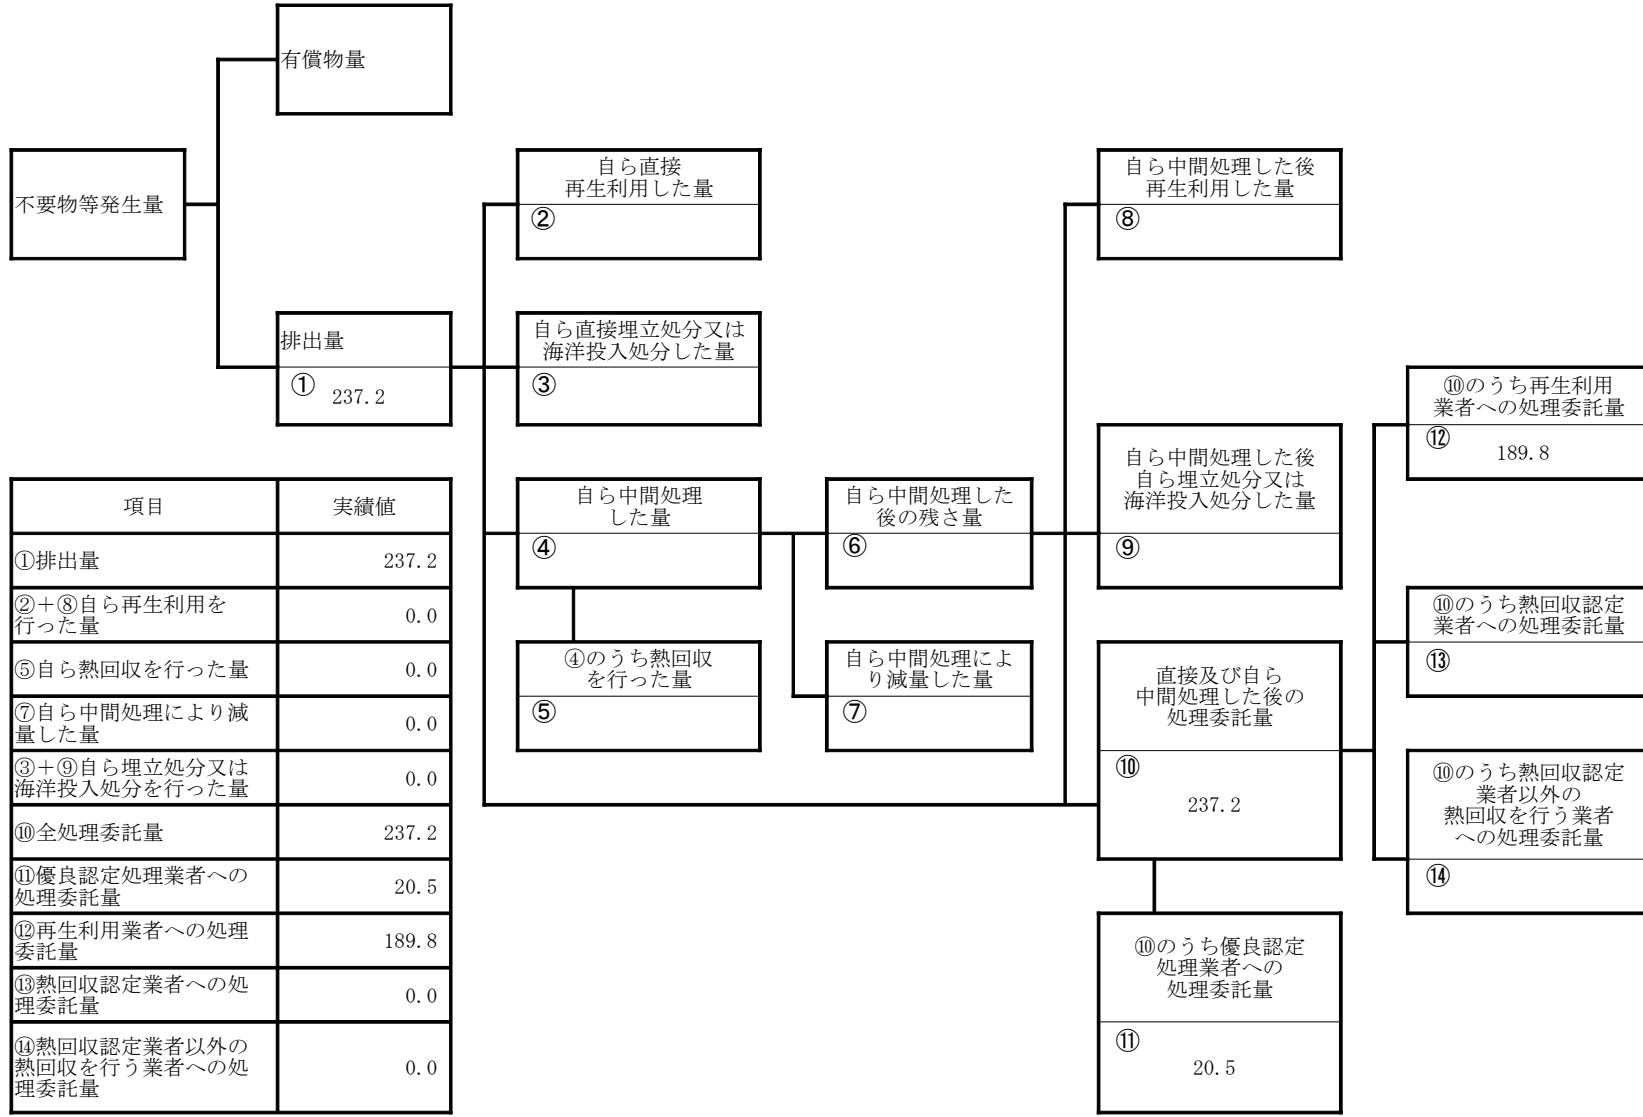 有償物量
不要物等発生量
排出量
①
237.2
自ら直接
再生利用した量
②
自ら直接埋立処分又は
海洋投入処分した量
③
自ら中間処理
した量
④
④のうち熱回収
を行った量
⑤
自ら中間処理した
後の残さ量
⑥
自ら中間処理によ
り減量した量
⑦
自ら中間処理した後
再生利用した量
⑧
自ら中間処理した後
自ら埋立処分又は
海洋投入処分した量
⑨
直接及び自ら
中間処理した後の
処理委託量
⑩
237.2
⑩のうち優良認定
処理業者への
処理委託量
⑪
20.5
⑩のうち再生利用
業者への処理委託量
⑫
189.8
⑩のうち熱回収認定
業者への処理委託量
⑬
⑩のうち熱回収認定
業者以外の
熱回収を行う業者
への処理委託量
⑭
項目 実績値
①排出量 237.2
②＋⑧自ら再生利用を
行った量 0.0
⑤自ら熱回収を行った量 0.0
⑦自ら中間処理により減
量した量 0.0
③＋⑨自ら埋立処分又は
海洋投入処分を行った量 0.0
⑩全処理委託量 237.2
⑪優良認定処理業者への
処理委託量 20.5
⑫再生利用業者への処理
委託量 189.8
⑬熱回収認定業者への処
理委託量 0.0
⑭熱回収認定業者以外の
熱回収を行う業者への処
理委託量 0.0